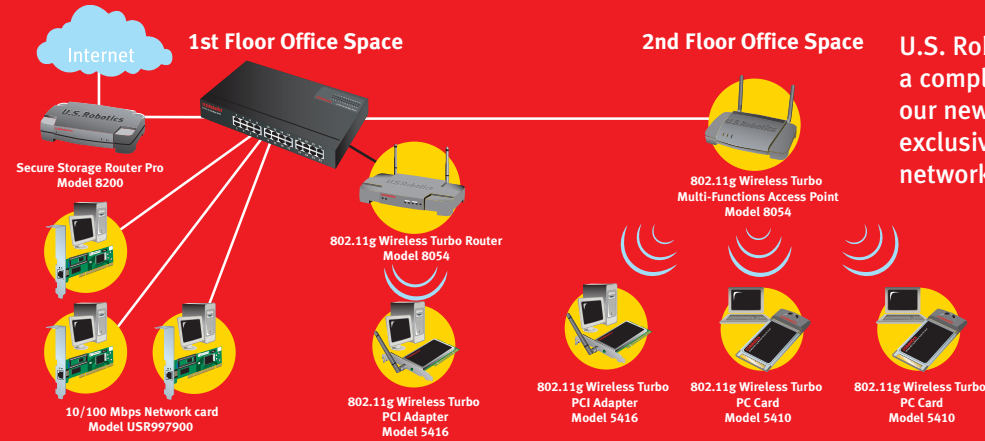 Internet
1st Floor Office Space
2nd Floor Office Space
U.S. Rob
a compl
our new
exclusiv
network
U.S. Robotics
Secure Storage Router Pro
Model 8200
U.S. Robotics
802.11g Wireless Turbo Router
Model 8054
U.S. Robotics
802.11g Wireless Turbo
Multi-Functions Access Point
Model 8054
10/100 Mbps Network card
Model USR997900
802.11g Wireless Turbo
PCI Adapter
Model 5416
802.11g Wireless Turbo
PCI Adapter
Model 5416
802.11g Wireless Turbo
PC Card
Model 5410
802.11g Wireless Turbo
PC Card
Model 5410